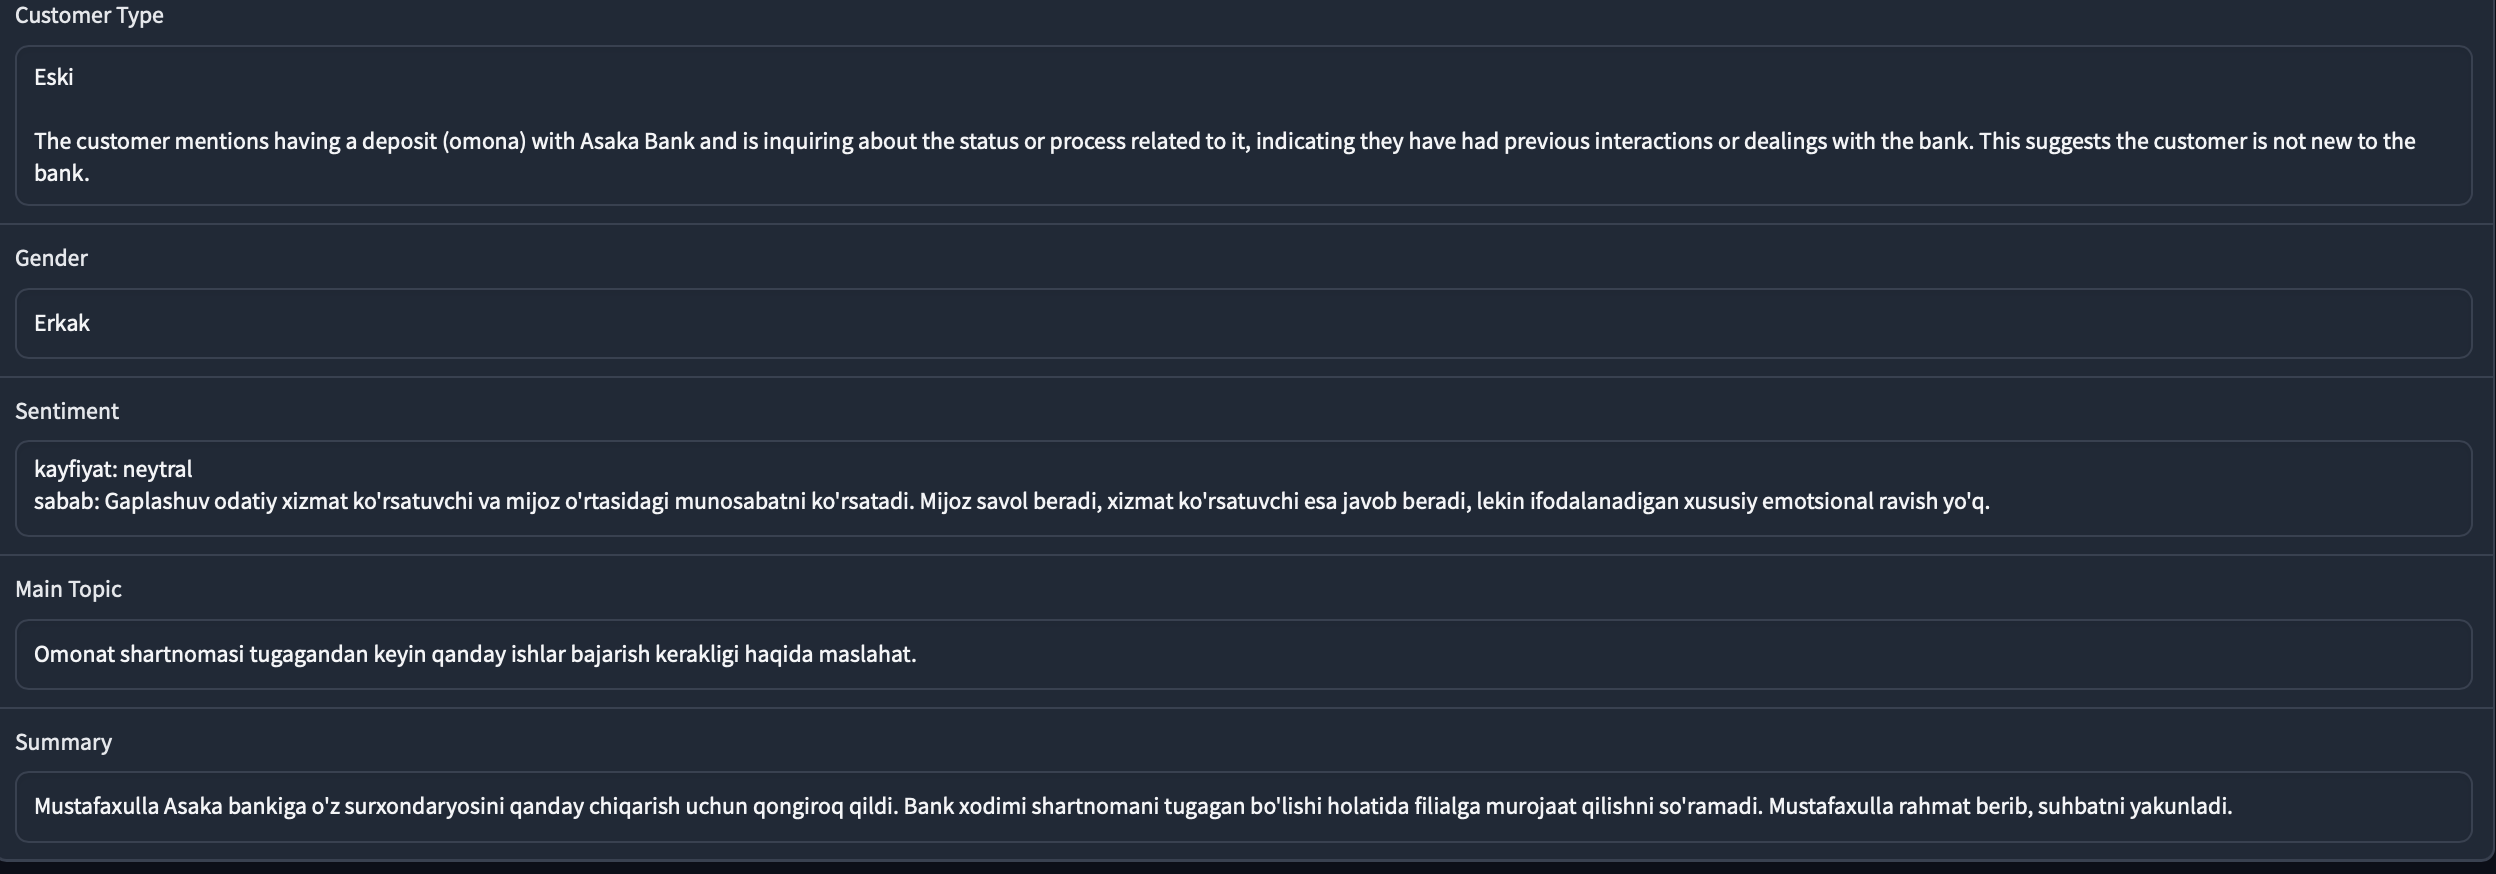 Customer Type
Eski
The customer mentions having a deposit (omona) with Asaka Bank and is inquiring about the status or process related to it, indicating they have had previous interactions or dealings with the bank. This suggests the customer is not new to the
bank.
Gender
Erkak
Sentiment
kayfiyat: neytral
sabab: Gaplashuv odatiy xizmat ko'rsatuvchi va mijoz o'rtasidagi munosabatni ko'rsatadi. Mijoz savol beradi, xizmat ko'rsatuvchi esa javob beradi, lekin ifodalanadigan xususiy emotsional ravish yo'q.
Main Topic
Omonat shartnomasi tugagandan keyin qanday ishlar bajarish kerakligi haqida maslahat.
Summary
Mustafaxulla Asaka bankiga o'z surxondaryosini qanday chiqarish uchun qongiroq qildi. Bank xodimi shartnomani tugagan bo'lishi holatida filialga murojaat qilishni so'ramadi. Mustafaxulla rahmat berib, suhbatni yakunladi.